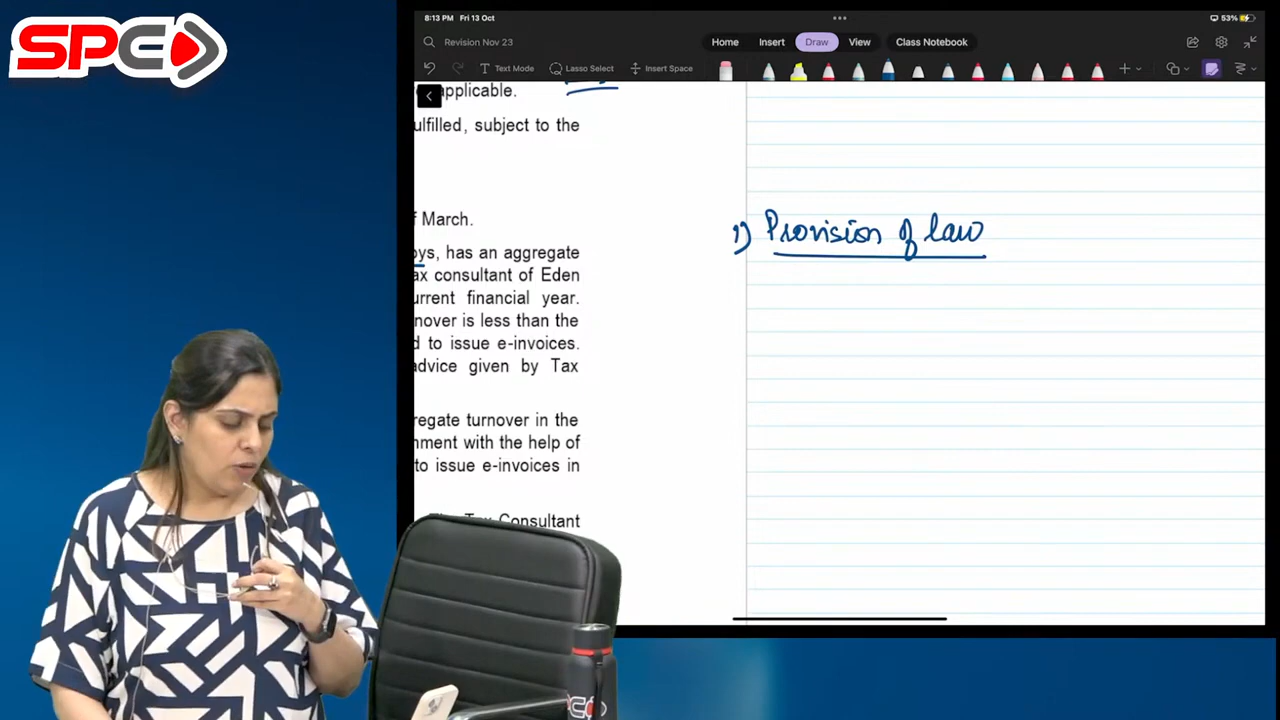 SPC
8:13 PM Fri 13 Oct
53%
Revision Nov 23
Home Insert Draw View Class Notebook
Text Mode Lasso Select Insert Space
applicable.
ulfilled, subject to the
f March.
oys, has an aggregate
ax consultant of Eden
urrent financial year.
nover is less than the
d to issue e-invoices.
advice given by Tax
regate turnover in the
nment with the help of
to issue e-invoices in
Consultant
1) Provision of law